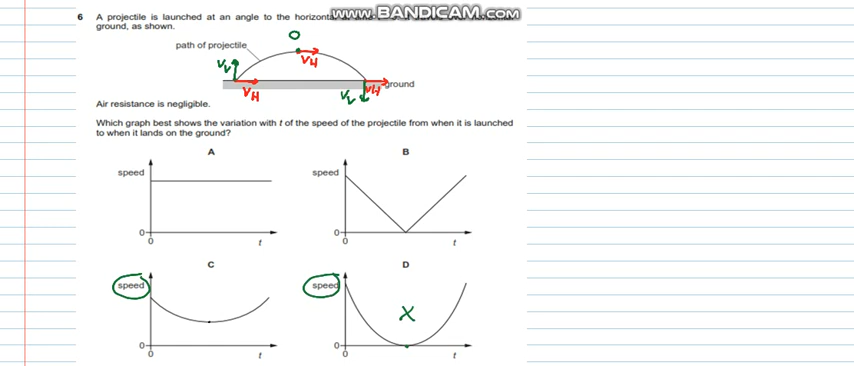 WWW.BANDICAM.COM
6 A projectile is launched at an angle to the horizontal
ground, as shown.
O
path of projectile
Vv
VH
VH
VH
Vv
ground
Air resistance is negligible.
Which graph best shows the variation with t of the speed of the projectile from when it is launched
to when it lands on the ground?
A
speed
0
0
t
B
speed
0
0
t
C
speed
0
0
t
D
speed
X
0
0
t